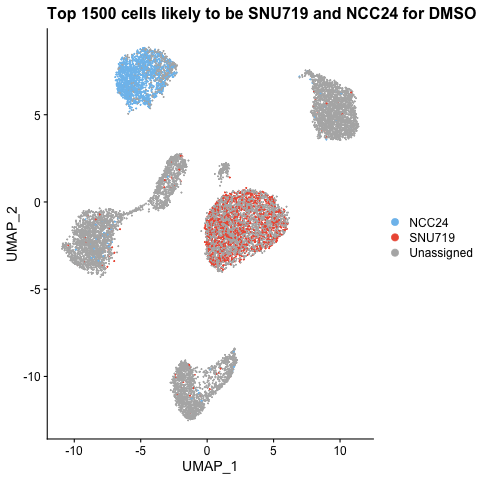 Top 1500 cells likely to be SNU719 and NCC24 for DMSO
5
0
-5
-10
UMAP_2
-10 -5 0 5 10
UMAP_1
NCC24
SNU719
Unassigned